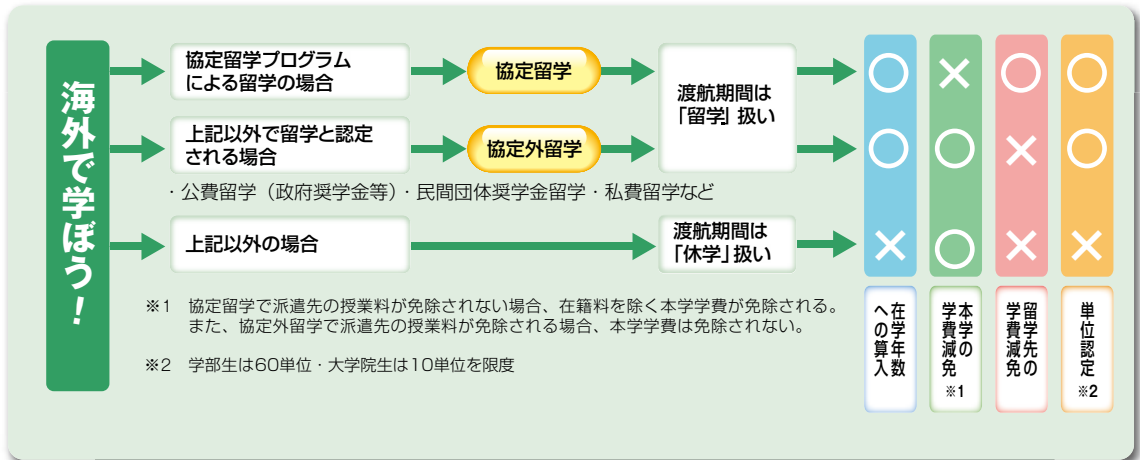 海外で学ぼう！
協定留学プログラム
による留学の場合
協定留学
渡航期間は
「留学」扱い
○ × ○ ○
上記以外で留学と認定
される場合
協定外留学
○ ○ × ○
・公費留学（政府奨学金等）・民間団体奨学金留学・私費留学など
上記以外の場合
渡航期間は
「休学」扱い
× ○ × ×
※1　協定留学で派遣先の授業料が免除されない場合、在籍料を除く本学学費が免除される。
また、協定外留学で派遣先の授業料が免除される場合、本学学費は免除されない。
※2　学部生は60単位・大学院生は10単位を限度
在学年数
への算入
本学の
学費減免
※1
留学先の
学費減免
単位認定
※2